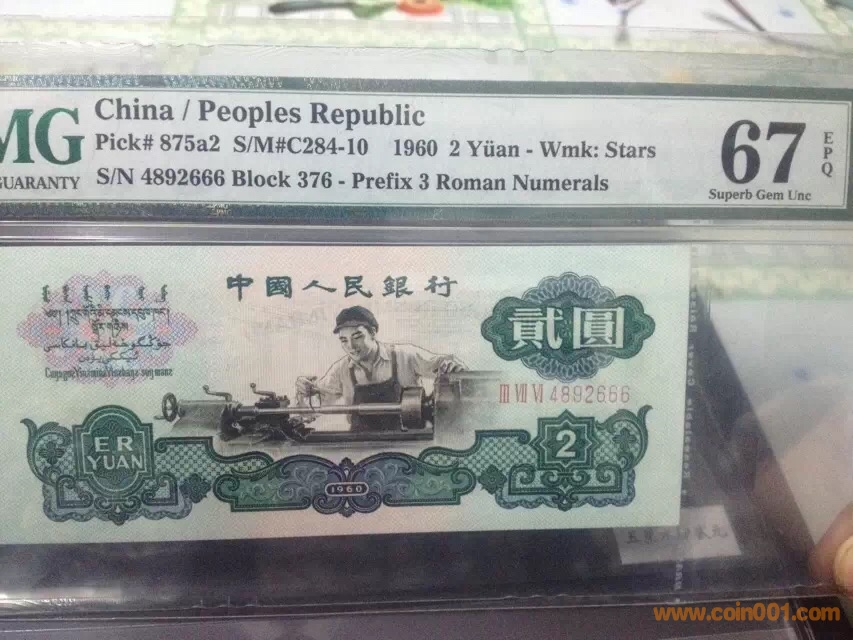 MG
GUARANTY
China / Peoples Republic
Pick# 875a2 S/M#C284-10 1960 2 Yüan - Wmk: Stars
S/N 4892666 Block 376 - Prefix 3 Roman Numerals
67
EPQ
Superb Gem Unc
中國人民銀行
貳圓
III VII VI 4892666
ER
YUAN
2
1960
www.coin001.com